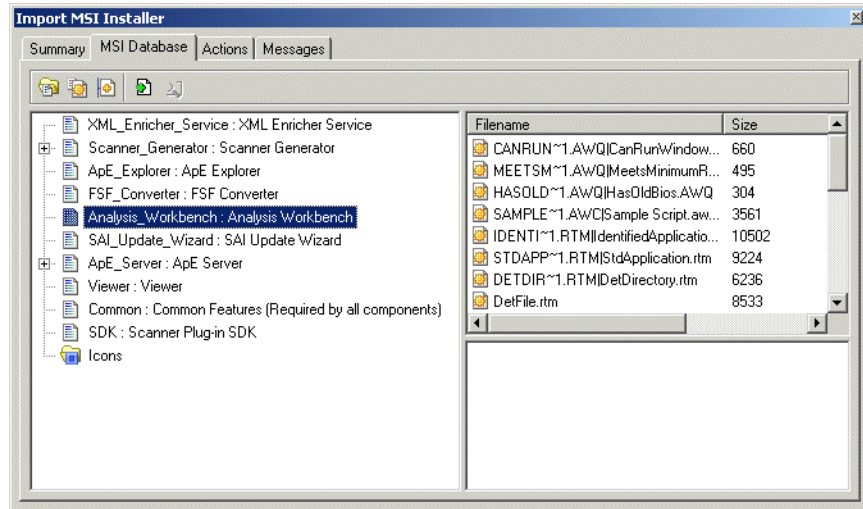 Import MSI Installer
Summary MSI Database Actions Messages
XML_Enricher_Service : XML Enricher Service
Scanner_Generator : Scanner Generator
ApE_Explorer : ApE Explorer
FSF_Converter : FSF Converter
Analysis_Workbench : Analysis Workbench
SAI_Update_Wizard : SAI Update Wizard
ApE_Server : ApE Server
Viewer : Viewer
Common : Common Features (Required by all components)
SDK : Scanner Plug-in SDK
Icons
Filename Size
CANRUN~1.AWQ|CanRunWindow... 660
MEETSM~1.AWQ|MeetsMinimumR... 495
HASOLD~1.AWQ|HasOldBios.AWQ 304
SAMPLE~1.AWC|Sample Script.aw... 3561
IDENTI~1.RTM|IdentifiedApplicatio... 10502
STDAPP~1.RTM|StdApplication.rtm 9224
DETDIR~1.RTM|DetDirectory.rtm 6236
DetFile.rtm 8533